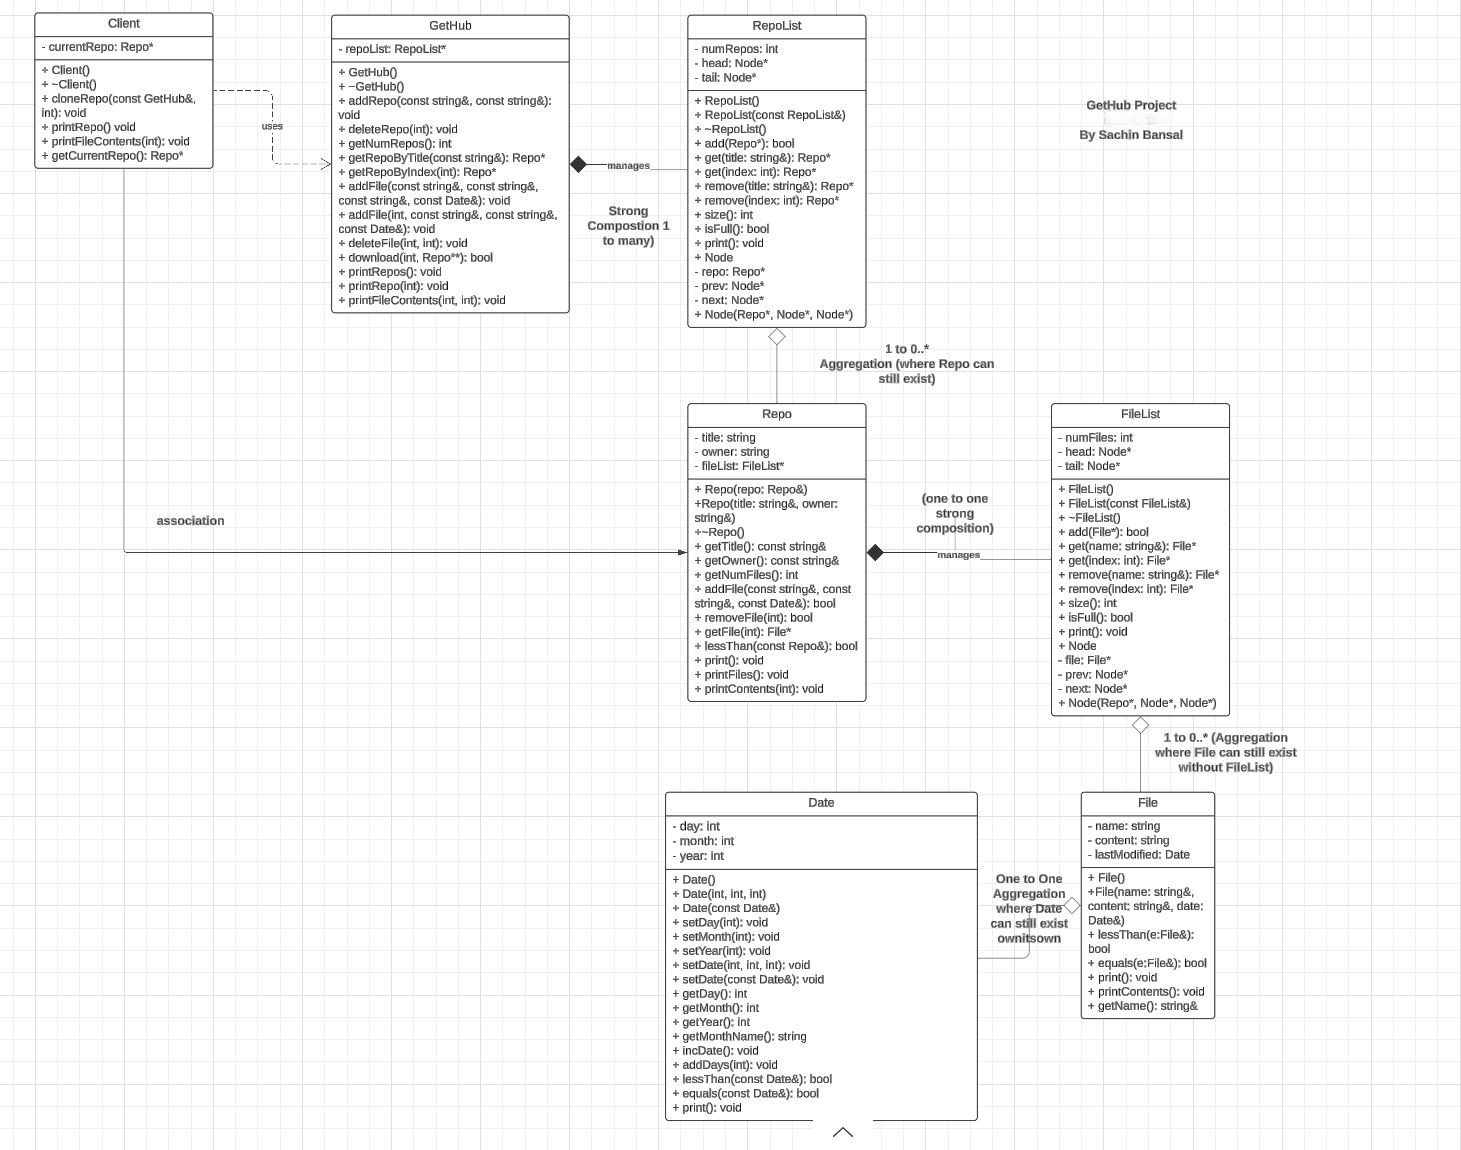 Client
- currentRepo: Repo*
+ Client()
+ ~Client()
+ cloneRepo(const GetHub&,
int): void
+ printRepo() void
+ printFileContents(int): void
+ getCurrentRepo(): Repo*
uses
GetHub
- repoList: RepoList*
+ GetHub()
+ ~GetHub()
+ addRepo(const string&, const string&):
void
+ deleteRepo(int): void
+ getNumRepos(): int
+ getRepoByTitle(const string&): Repo*
+ getRepoByIndex(int): Repo*
+ addFile(const string&, const string&,
const string&, const Date&): void
+ addFile(int, const string&, const string&,
const Date&): void
+ deleteFile(int, int): void
+ download(int, Repo**): bool
+ printRepos(): void
+ printRepo(int): void
+ printFileContents(int, int): void
manages
Strong
Compostion 1
to many)
RepoList
- numRepos: int
- head: Node*
- tail: Node*
+ RepoList()
+ RepoList(const RepoList&)
+ ~RepoList()
+ add(Repo*): bool
+ get(title: string&): Repo*
+ get(index: int): Repo*
+ remove(title: string&): Repo*
+ remove(index: int): Repo*
+ size(): int
+ isFull(): bool
+ print(): void
+ Node
- repo: Repo*
- prev: Node*
- next: Node*
+ Node(Repo*, Node*, Node*)
GetHub Project
By Sachin Bansal
1 to 0..*
Aggregation (where Repo can
still exist)
association
Repo
- title: string
- owner: string
- fileList: FileList*
+ Repo(repo: Repo&)
+Repo(title: string&, owner:
string&)
+~Repo()
+ getTitle(): const string&
+ getOwner(): const string&
+ getNumFiles(): int
+ addFile(const string&, const
string&, const Date&): bool
+ removeFile(int): bool
+ getFile(int): File*
+ lessThan(const Repo&): bool
+ print(): void
+ printFiles(): void
+ printContents(int): void
(one to one
strong
composition)
manages
FileList
- numFiles: int
- head: Node*
- tail: Node*
+ FileList()
+ FileList(const FileList&)
+ ~FileList()
+ add(File*): bool
+ get(name: string&): File*
+ get(index: int): File*
+ remove(name: string&): File*
+ remove(index: int): File*
+ size(): int
+ isFull(): bool
+ print(): void
+ Node
- file: File*
- prev: Node*
- next: Node*
+ Node(Repo*, Node*, Node*)
1 to 0..* (Aggregation
where File can still exist
without FileList)
Date
- day: int
- month: int
- year: int
+ Date()
+ Date(int, int, int)
+ Date(const Date&)
+ setDay(int): void
+ setMonth(int): void
+ setYear(int): void
+ setDate(int, int, int): void
+ setDate(const Date&): void
+ getDay(): int
+ getMonth(): int
+ getYear(): int
+ getMonthName(): string
+ incDate(): void
+ addDays(int): void
+ lessThan(const Date&): bool
+ equals(const Date&): bool
+ print(): void
One to One
Aggregation
where Date
can still exist
ownitsown
File
- name: string
- content: string
- lastModified: Date
+ File()
+File(name: string&,
content: string&, date:
Date&)
+ lessThan(e:File&):
bool
+ equals(e:File&): bool
+ print(): void
+ printContents(): void
+ getName(): string&